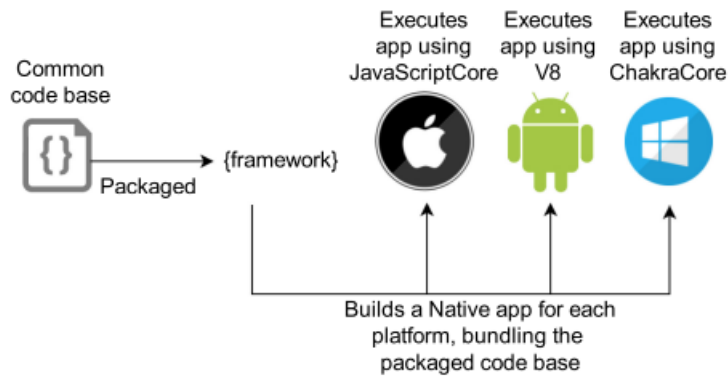 Common
code base
{}
Packaged
{framework}
Executes
app using
JavaScriptCore
Executes
app using
V8
Executes
app using
ChakraCore
Builds a Native app for each
platform, bundling the
packaged code base